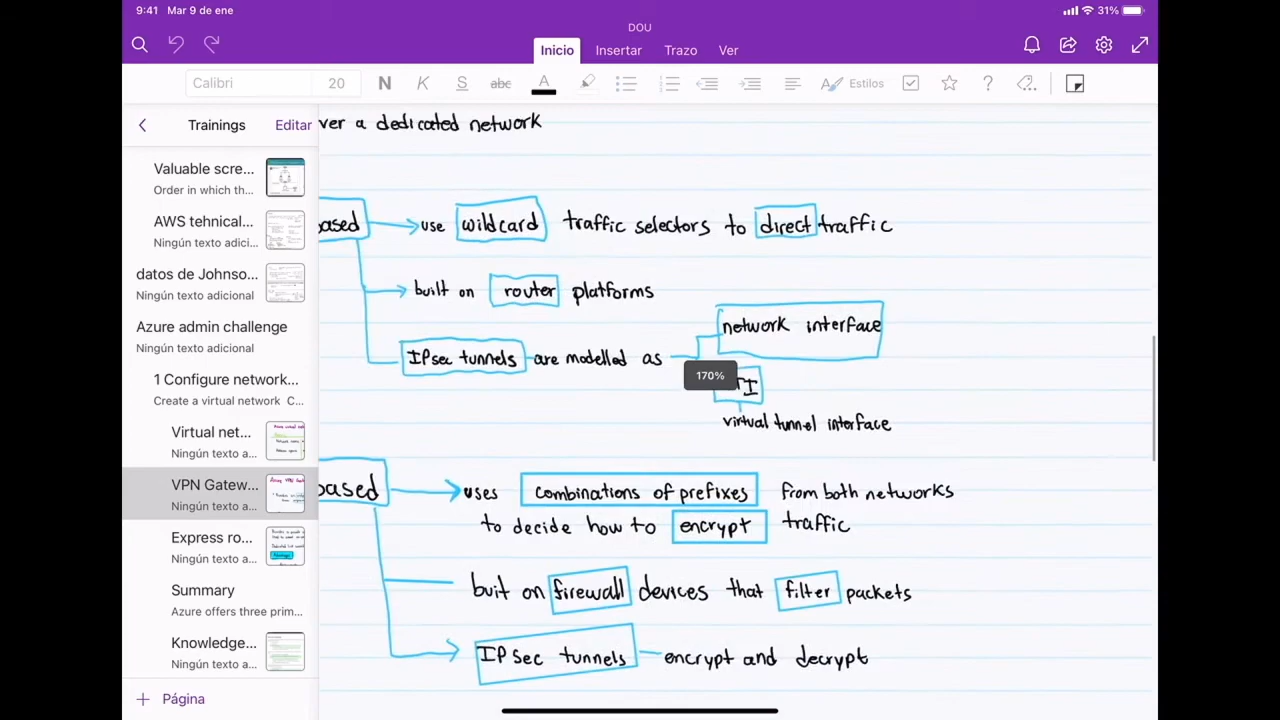 9:41 Mar 9 de ene
31%
DOU
Inicio Insertar Trazo Ver
Calibri 20 N K S abc A Estilos ?
Trainings Editar
Valuable scre...
Order in which th...
AWS tehnical...
Ningún texto adici...
datos de Johnso...
Ningún texto adicional
Azure admin challenge
Ningún texto adicional
1 Configure network...
Create a virtual network C...
Virtual net...
Ningún texto a...
VPN Gatew...
Ningún texto a...
Express ro...
Ningún texto a...
Summary
Azure offers three prim...
Knowledge...
Ningún texto a...
+ Página
ver a dedicated network
based use wildcard traffic selectors to direct traffic
built on router platforms
network interface
IPsec tunnels are modelled as
170%
virtual tunnel interface
based uses combinations of prefixes from both networks
to decide how to encrypt traffic
buit on firewall devices that filter packets
IPsec tunnels encrypt and decrypt